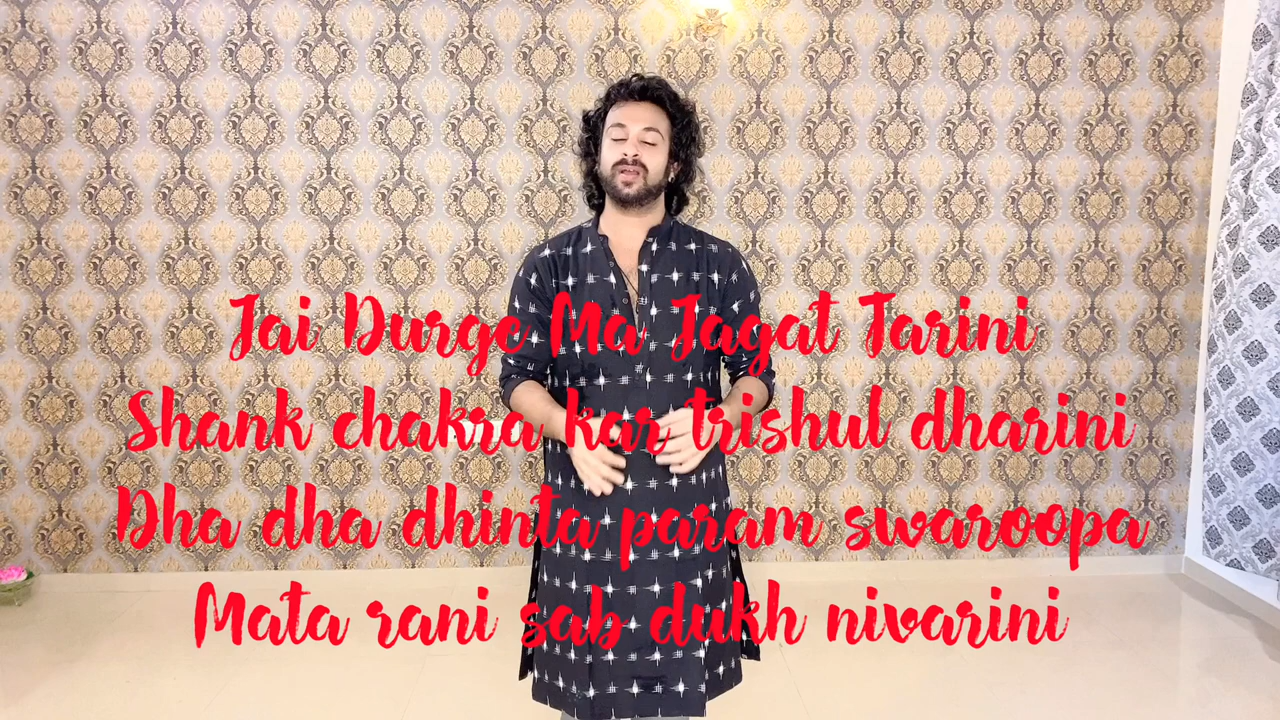 Jai Durge Ma Jagat Tarini
Shank chakra kar trishul dharini
Dha dha dhinta param swaroopa
Mata rani sab dukh nivarini